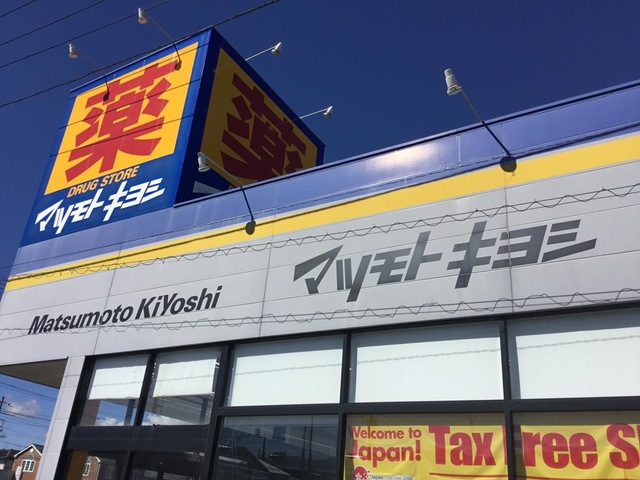 薬
DRUG STORE
マツモトキヨシ
薬
Matsumoto KiYoshi
マツモトキヨシ
Welcome to
Japan!
Tax Free S
Japan